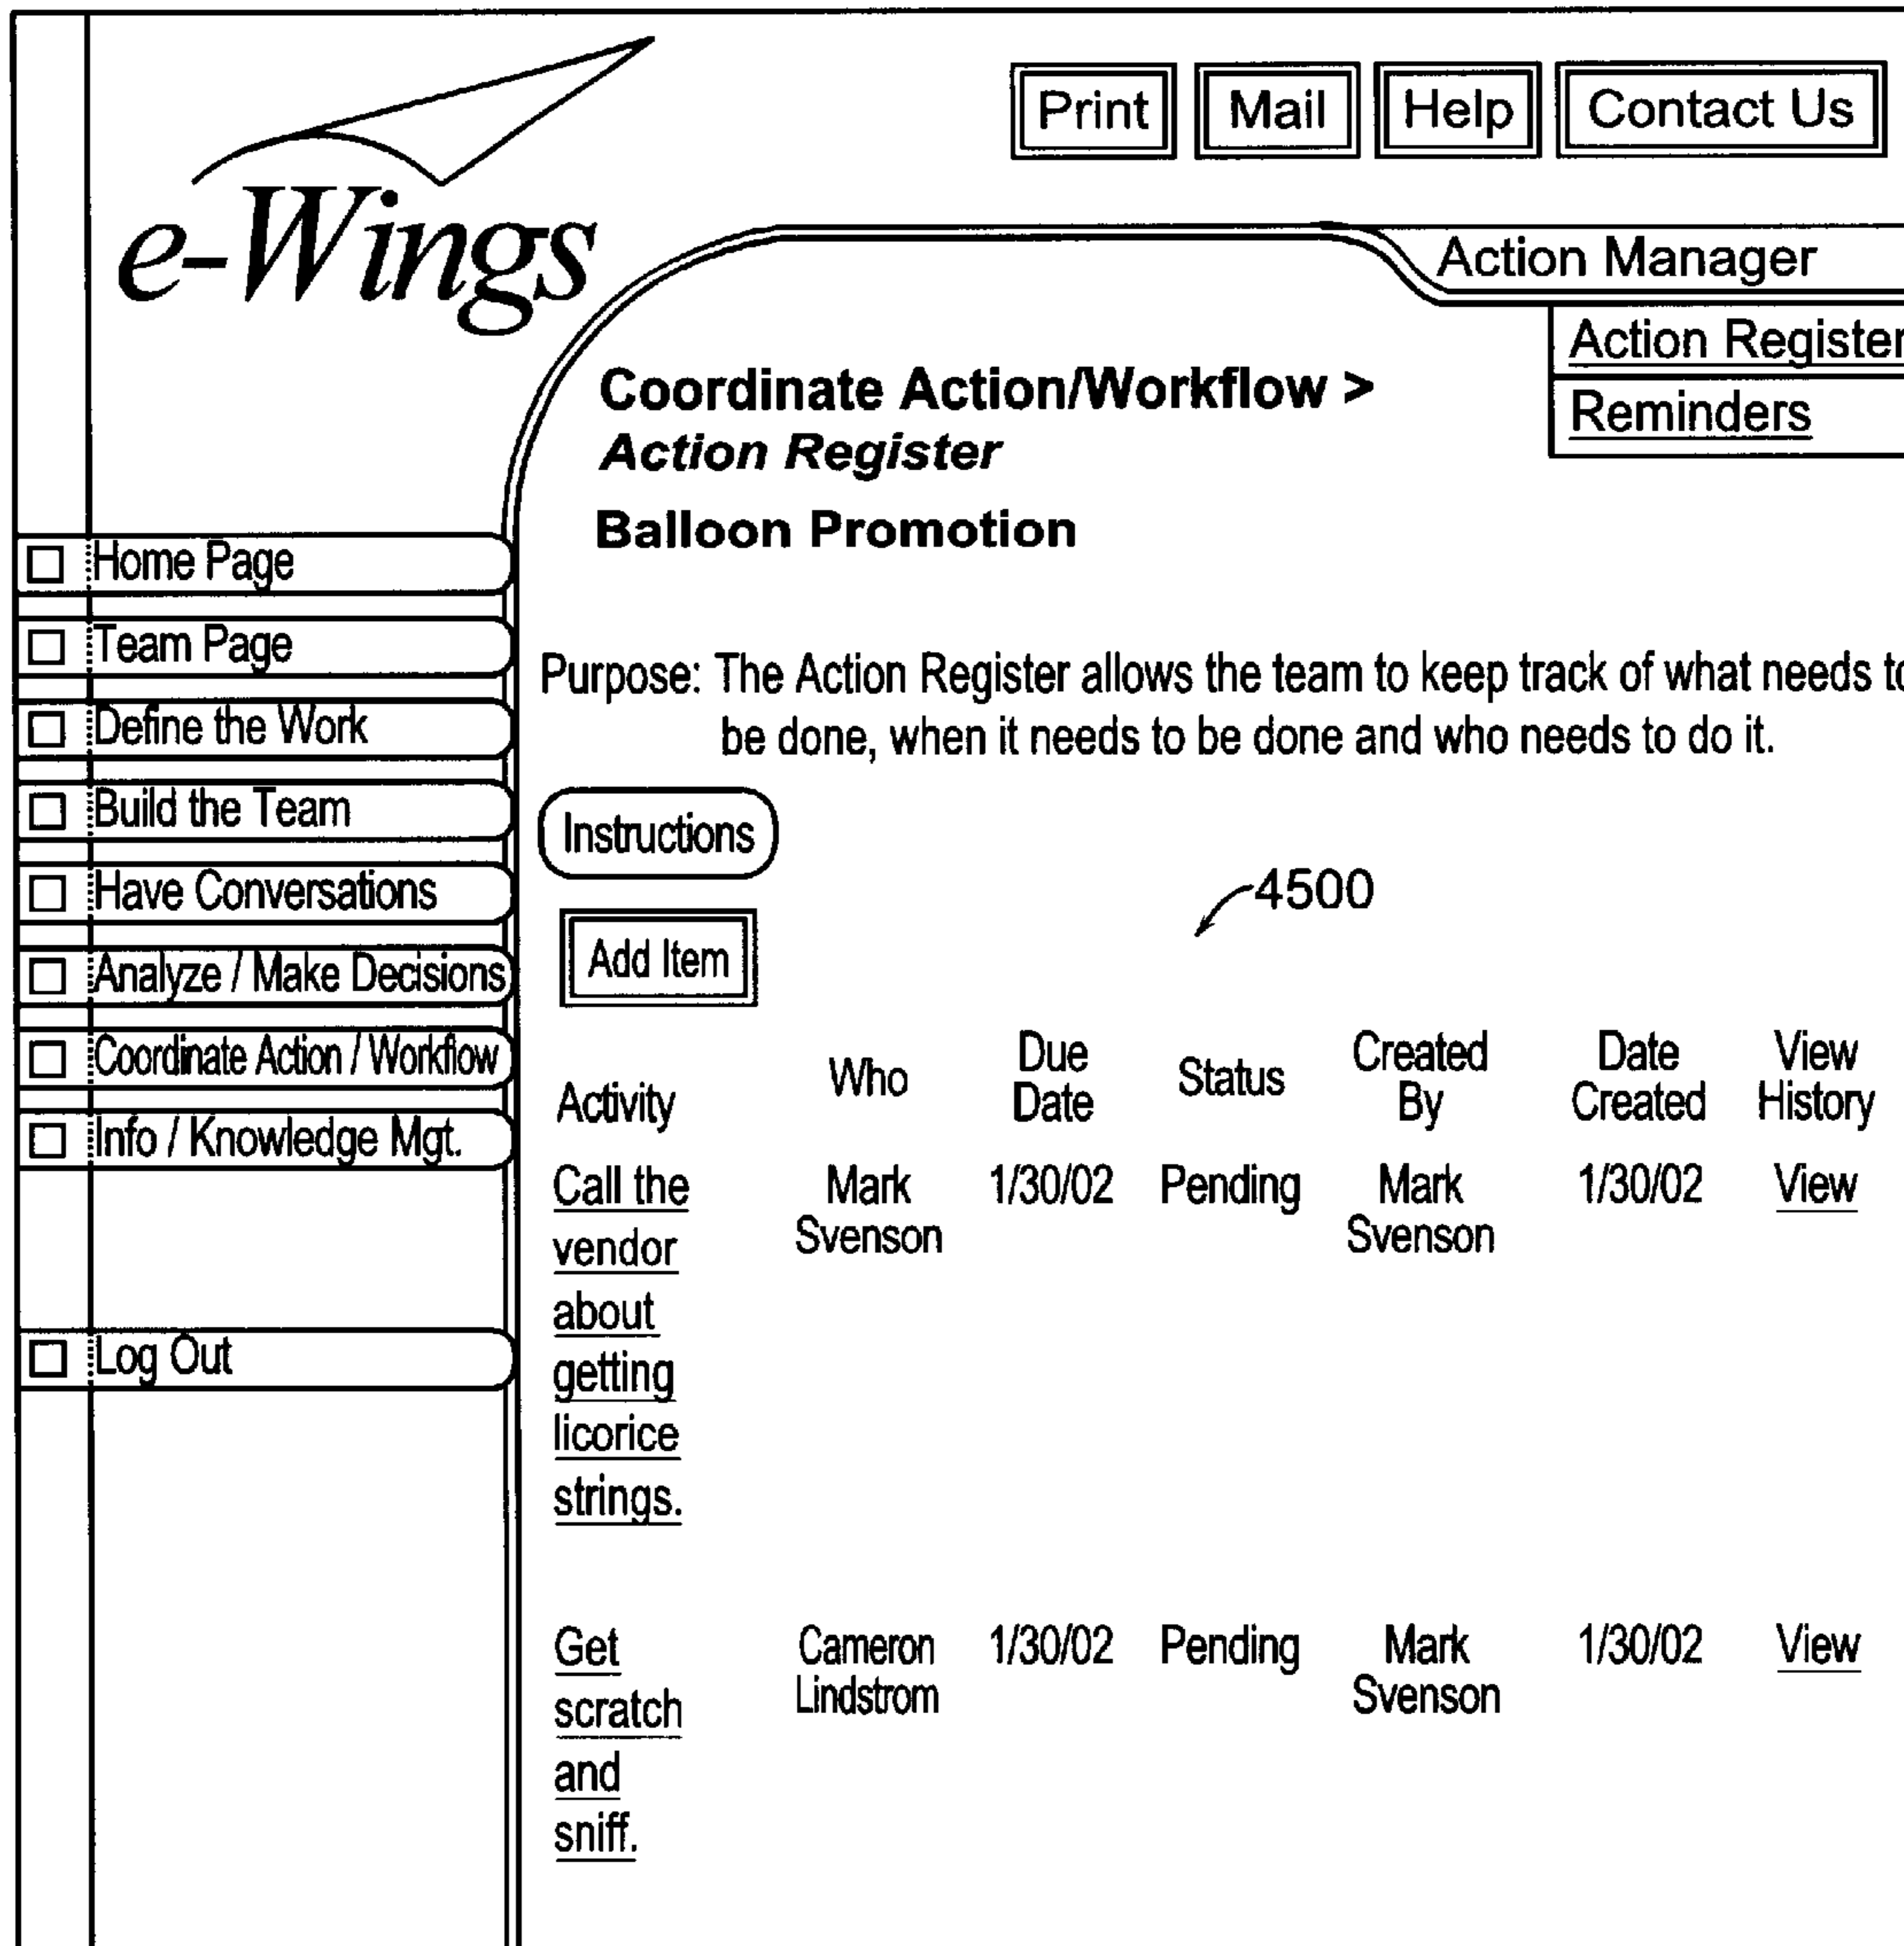 Print Mail Help Contact Us
e-Wings
Action Manager
Action Register
Reminders
Coordinate Action/Workflow >
Action Register
Balloon Promotion
Home Page
Team Page
Define the Work
Build the Team
Have Conversations
Analyze / Make Decisions
Coordinate Action / Workflow
Info / Knowledge Mgt.
Log Out
Purpose: The Action Register allows the team to keep track of what needs to
be done, when it needs to be done and who needs to do it.
Instructions
4500
Add Item
Activity Who Due Date Status Created By Date Created View History
Call the Mark 1/30/02 Pending Mark 1/30/02 View
vendor Svenson Svenson
about
getting
licorice
strings.
Get Cameron 1/30/02 Pending Mark 1/30/02 View
scratch Lindstrom Svenson
and
sniff.